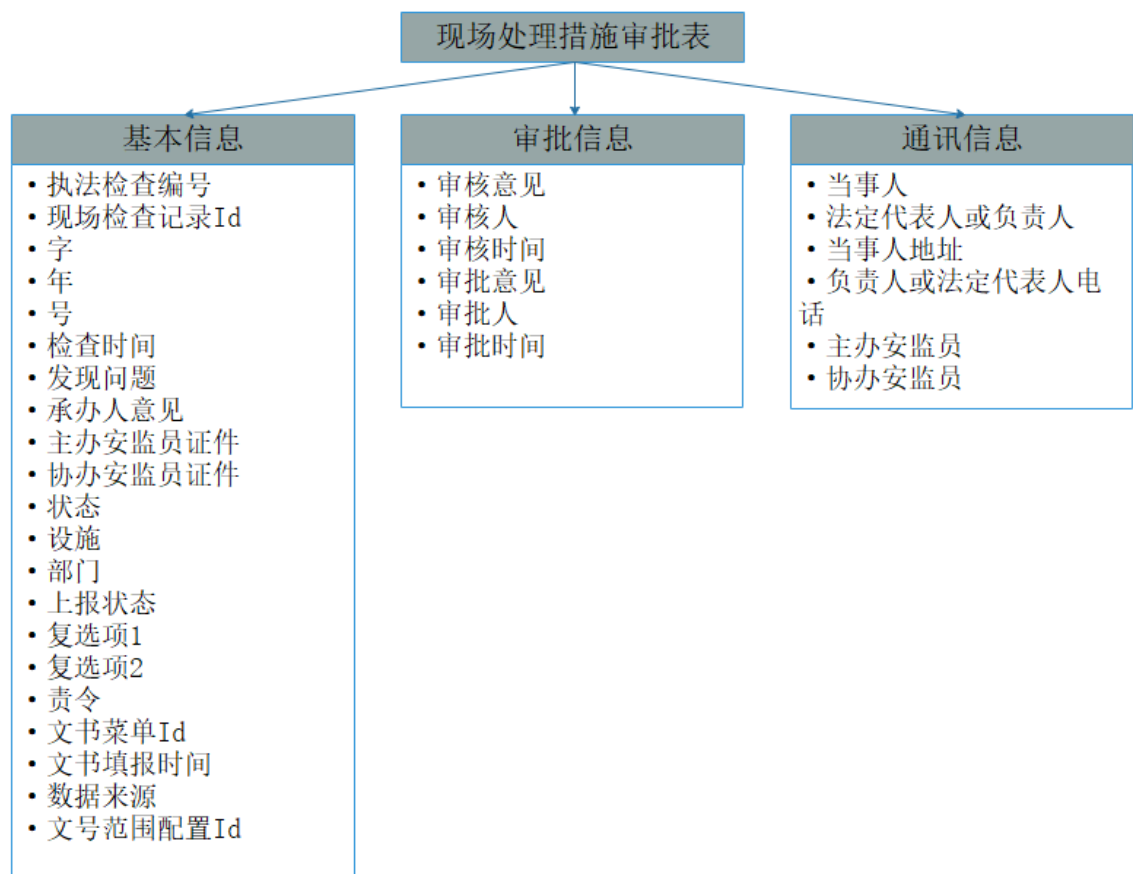 现场处理措施审批表
基本信息
• 执法检查编号
• 现场检查记录Id
• 字
• 年
• 号
• 检查时间
• 发现问题
• 承办人意见
• 主办安监员证件
• 协办安监员证件
• 状态
• 设施
• 部门
• 上报状态
• 复选项1
• 复选项2
• 责令
• 文书菜单Id
• 文书填报时间
• 数据来源
• 文号范围配置Id
审批信息
• 审核意见
• 审核人
• 审核时间
• 审批意见
• 审批人
• 审批时间
通讯信息
• 当事人
• 法定代表人或负责人
• 当事人地址
• 负责人或法定代表人电
话
• 主办安监员
• 协办安监员